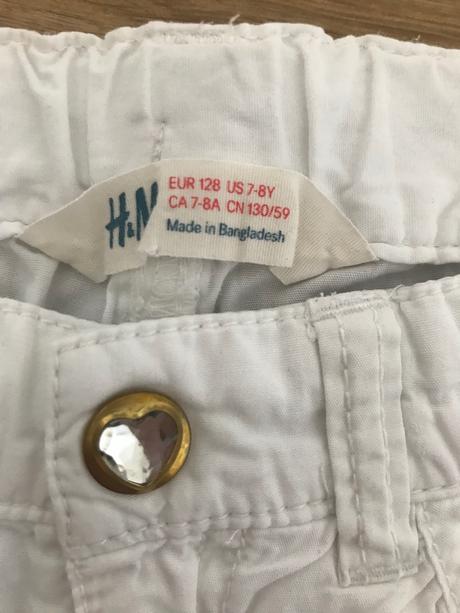 H&M
EUR 128 US 7-8Y
CA 7-8A CN 130/59
Made in Bangladesh